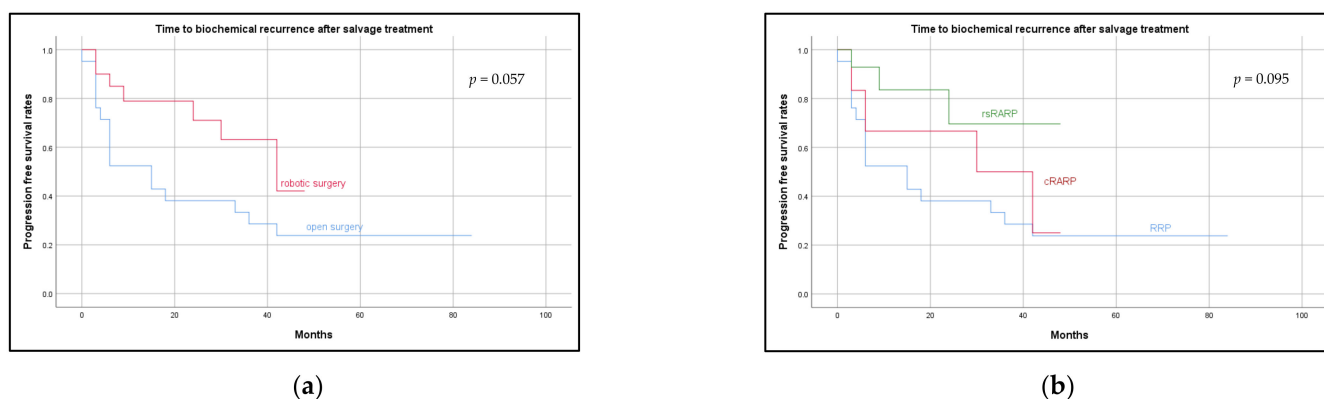 Time to biochemical recurrence after salvage treatment
p = 0.057
Progression free survival rates
1.0
0.8
0.6
0.4
0.2
0.0
robotic surgery
open surgery
0 20 40 60 80 100
Months
(a)
Time to biochemical recurrence after salvage treatment
p = 0.095
Progression free survival rates
1.0
0.8
0.6
0.4
0.2
0.0
rsRARP
cRARP
RRP
0 20 40 60 80 100
Months
(b)